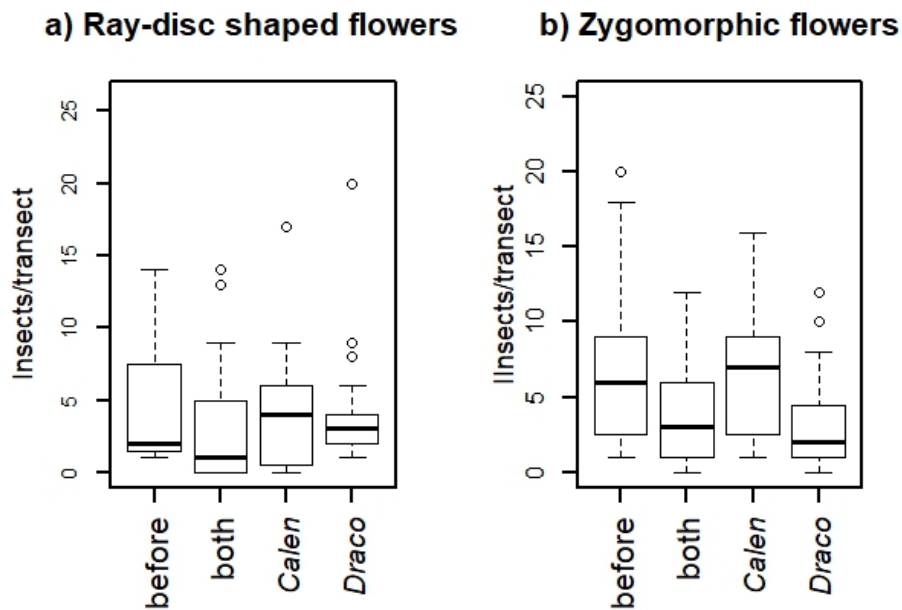 a) Ray-disc shaped flowers
Insects/transect
25
20
15
10
5
0
before
both
Calen
Draco
b) Zygomorphic flowers
IInsects/transect
25
20
15
10
5
0
before
both
Calen
Draco